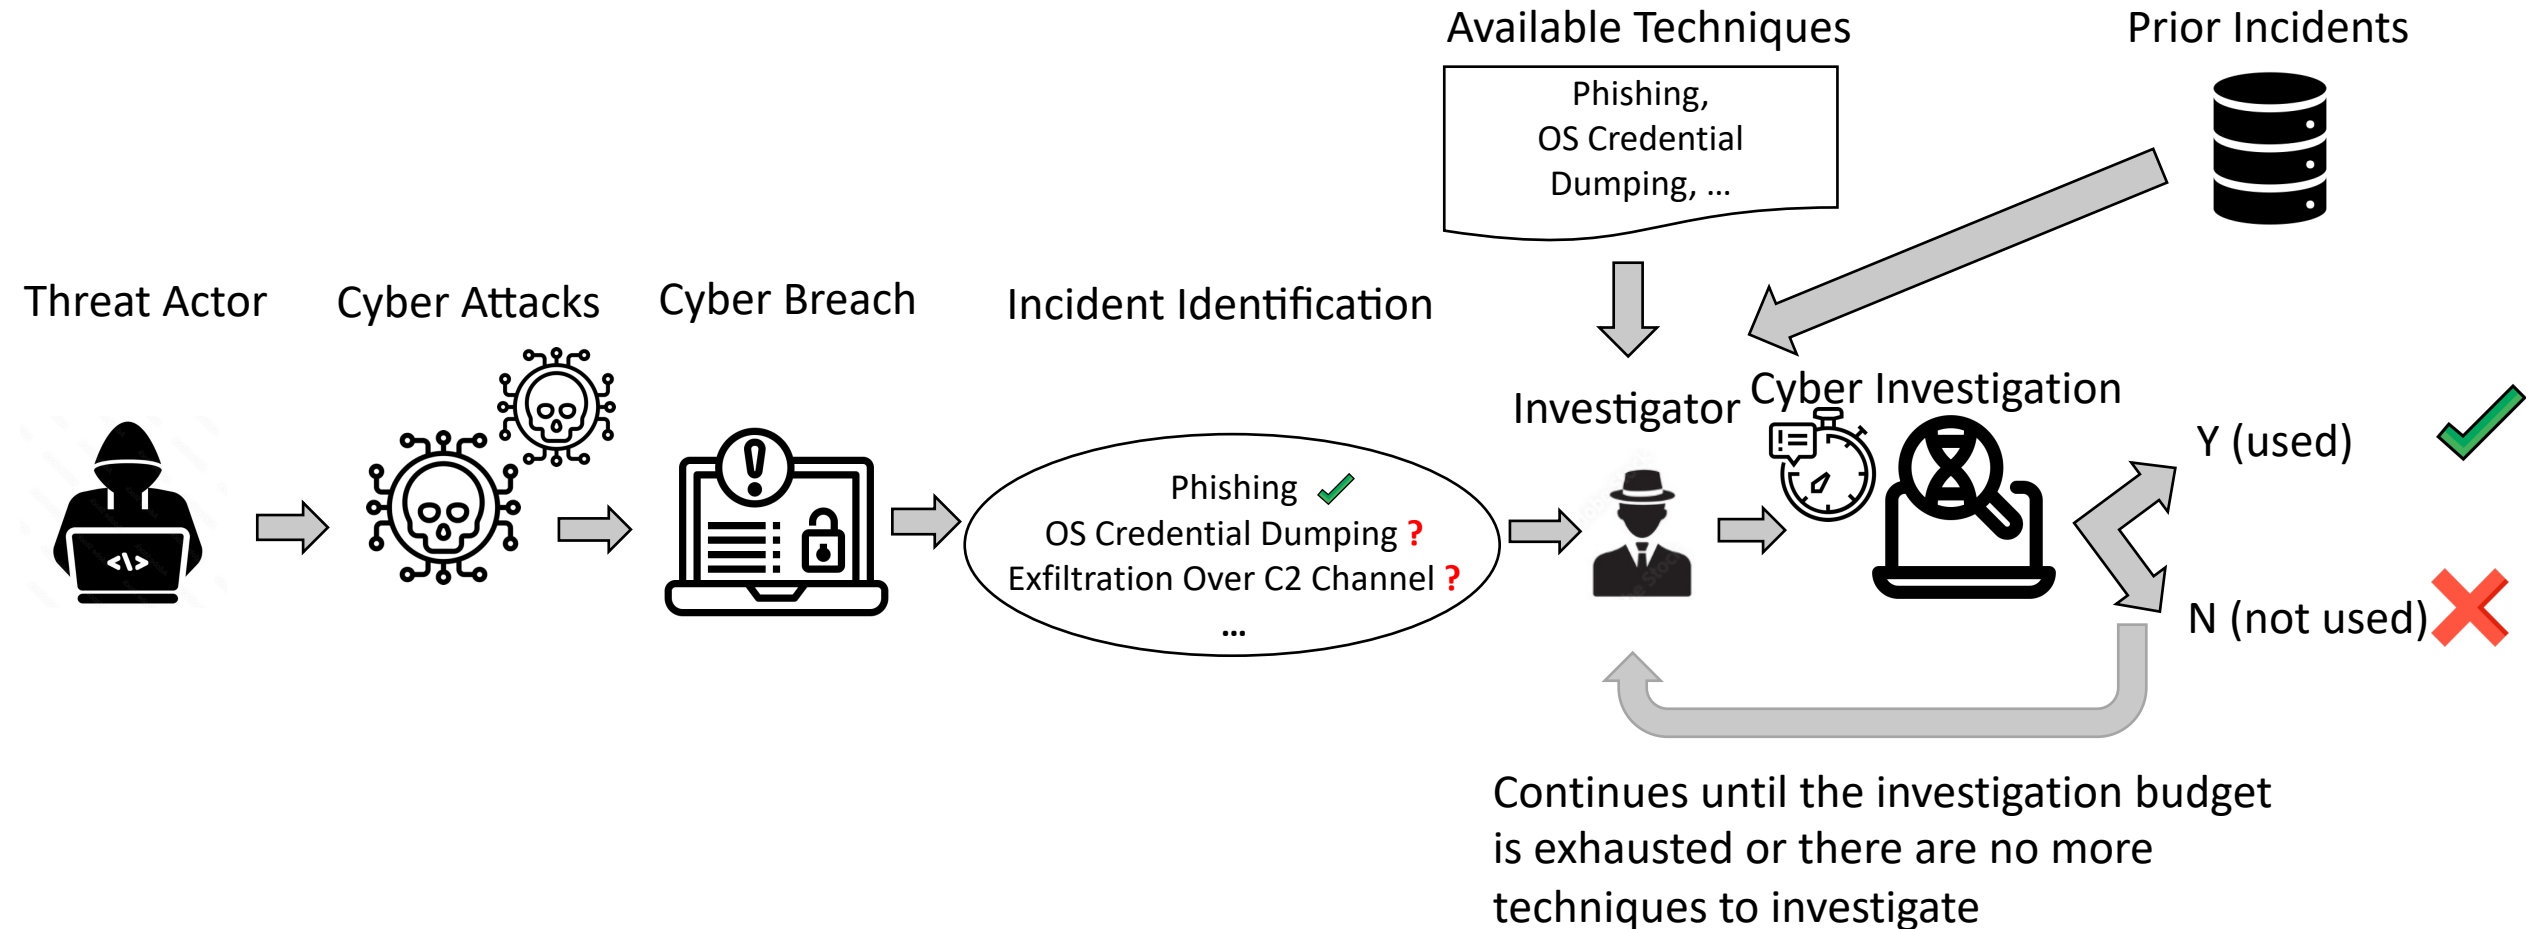 Available Techniques
Prior Incidents
Phishing,
OS Credential
Dumping, ...
Threat Actor
Cyber Attacks
Cyber Breach
Incident Identification
Investigator
Cyber Investigation
Phishing
OS Credential Dumping ?
Exfiltration Over C2 Channel ?
...
Y (used)
N (not used)
Continues until the investigation budget
is exhausted or there are no more
techniques to investigate